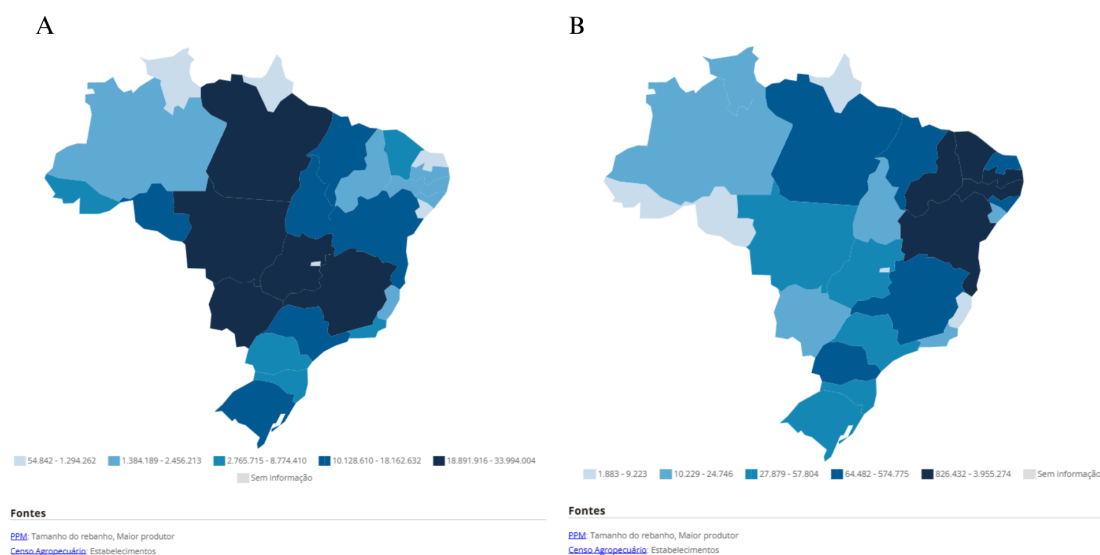 A
B
54.842 - 1.294.262 1.384.189 - 2.456.213 2.765.715 - 8.774.410 10.128.610 - 18.162.632 18.891.916 - 33.994.004
Sem informação
Fontes
PPM: Tamanho do rebanho, Maior produtor
Censo Agropecuário: Estabelecimentos
1.883 - 9.223 10.229 - 24.746 27.879 - 57.804 64.482 - 574.775 826.432 - 3.955.274 Sem informação
Fontes
PPM: Tamanho do rebanho, Maior produtor
Censo Agropecuário: Estabelecimentos